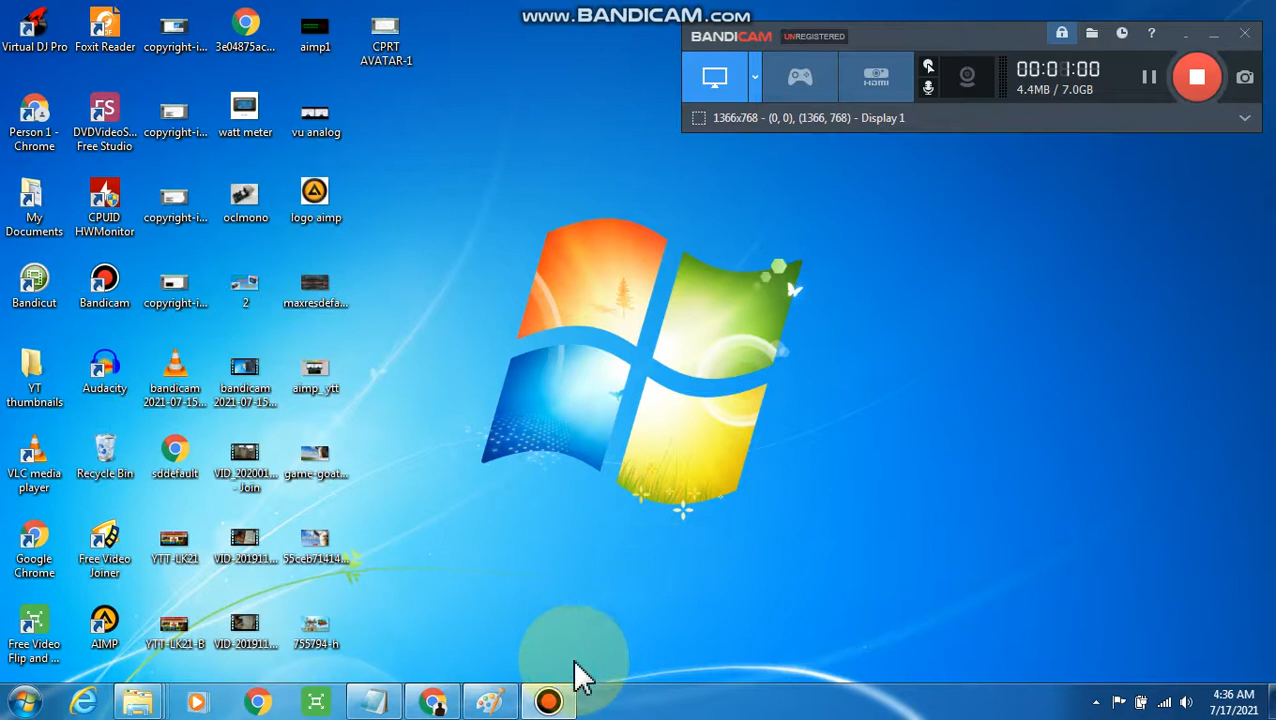 www.BANDICAM.com
BANDICAM UNREGISTERED
?
HDMI
00:01:00
4.4MB / 7.0GB
1366x768 - (0, 0), (1366, 768) - Display 1
Virtual DJ Pro
Foxit Reader
copyright-i...
3e04875ac...
aimp1
CPRT
AVATAR-1
Person 1 -
Chrome
DVDVideoS...
Free Studio
copyright-i...
watt meter
vu analog
My
Documents
CPUID
HWMonitor
copyright-i...
oclmono
logo aimp
Bandicut
Bandicam
copyright-i...
2
maxresdefa...
YT
thumbnails
Audacity
bandicam
2021-07-15...
bandicam
2021-07-15...
aimp_ytt
VLC media
player
Recycle Bin
sddefault
VID_202001...
- Join
game-goat...
Google
Chrome
Free Video
Joiner
YTT-LK21
VID-201911...
55ceb71414...
Free Video
Flip and ...
AIMP
YTT-LK21-B
VID-201911...
755794-h
4:36 AM
7/17/2021